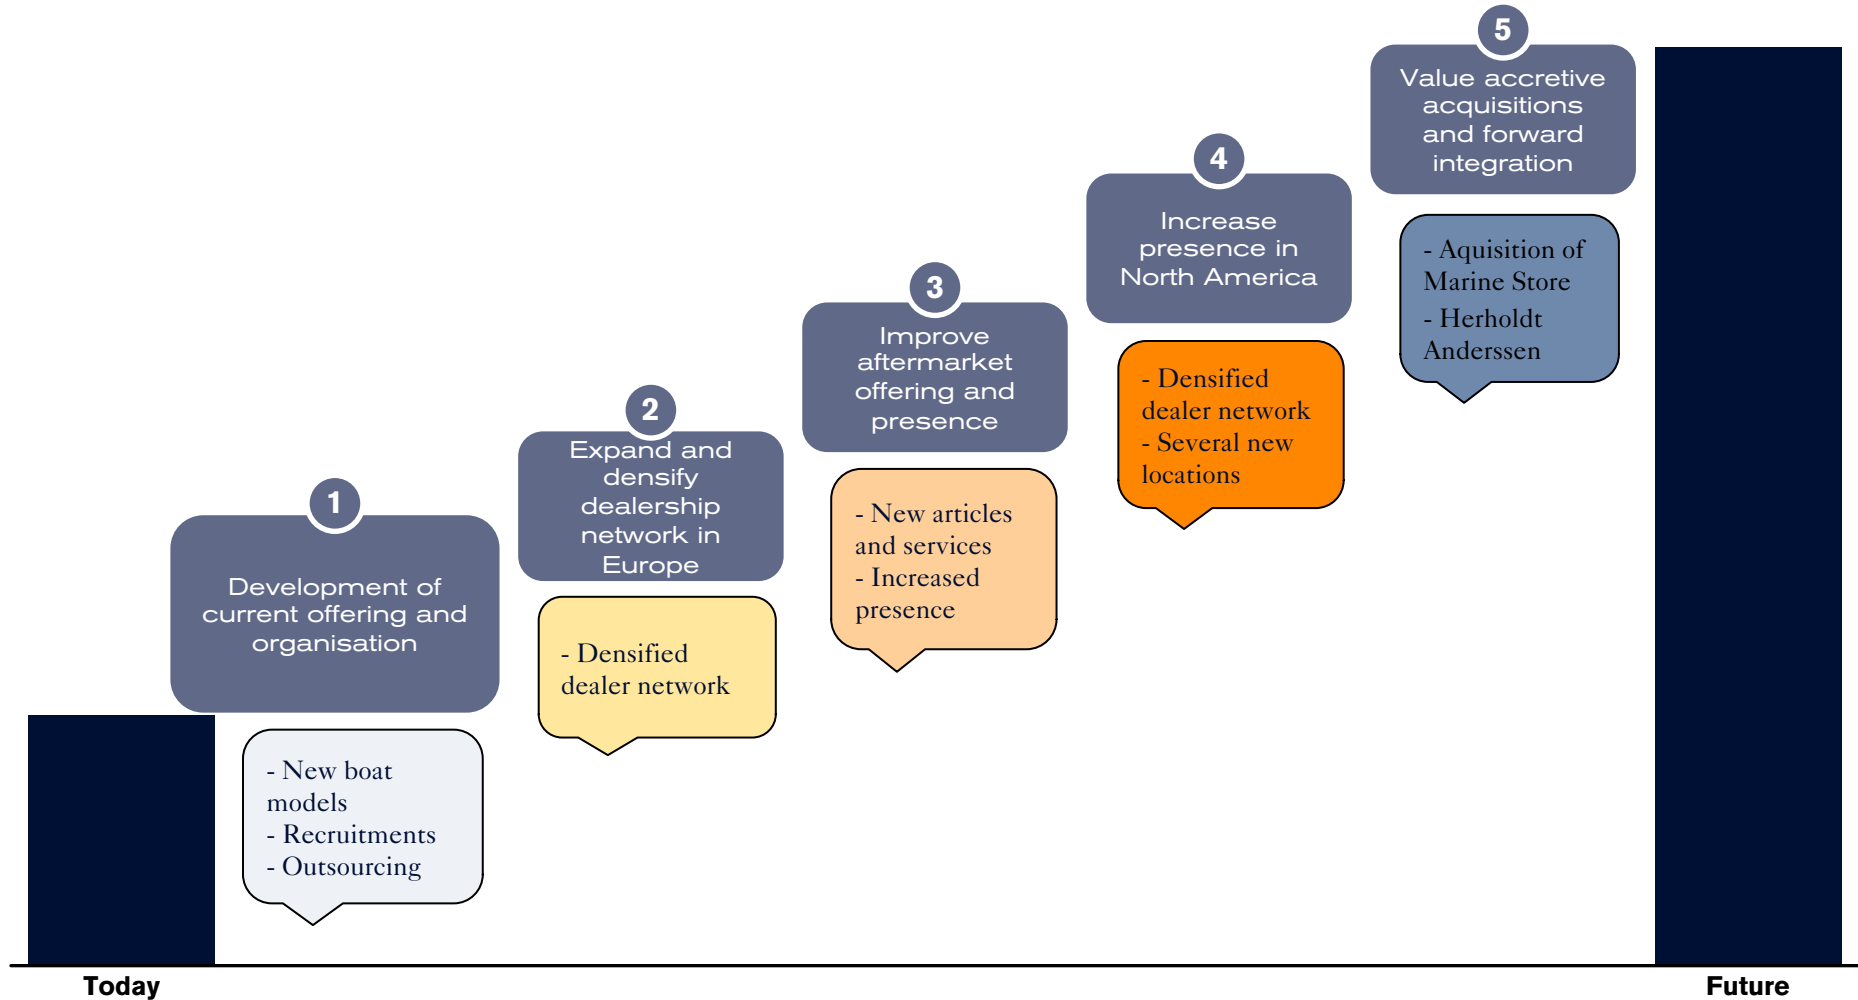 1
Development of
current offering and
organisation
- New boat
models
- Recruitments
- Outsourcing
2
Expand and
densify
dealership
network in
Europe
- Densified
dealer network
3
Improve
aftermarket
offering and
presence
- New articles
and services
- Increased
presence
4
Increase
presence in
North America
- Densified
dealer network
- Several new
locations
5
Value accretive
acquisitions
and forward
integration
- Aquisition of
Marine Store
- Herholdt
Anderssen
Today
Future